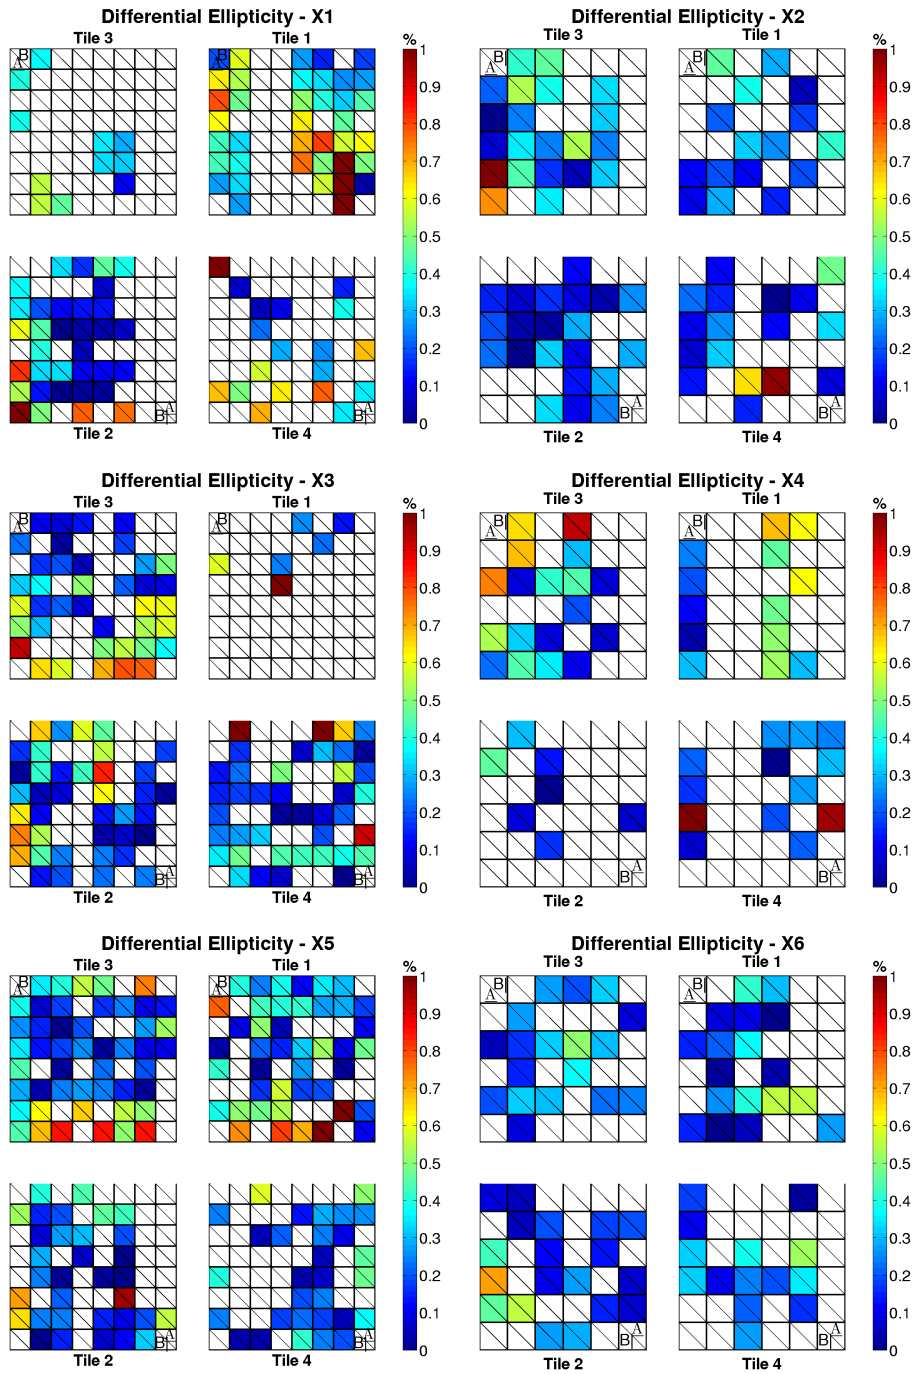 Differential Ellipticity - X1
Tile 3
Tile 1
%
B
A
B
A
1
0.9
0.8
0.7
0.6
0.5
0.4
0.3
0.2
0.1
0
A
B
A
B
Tile 2
Tile 4
Differential Ellipticity - X2
Tile 3
Tile 1
%
B
A
B
A
1
0.9
0.8
0.7
0.6
0.5
0.4
0.3
0.2
0.1
0
A
B
A
B
Tile 2
Tile 4
Differential Ellipticity - X3
Tile 3
Tile 1
%
B
A
B
A
1
0.9
0.8
0.7
0.6
0.5
0.4
0.3
0.2
0.1
0
A
B
A
B
Tile 2
Tile 4
Differential Ellipticity - X4
Tile 3
Tile 1
%
B
A
B
A
1
0.9
0.8
0.7
0.6
0.5
0.4
0.3
0.2
0.1
0
A
B
A
B
Tile 2
Tile 4
Differential Ellipticity - X5
Tile 3
Tile 1
%
B
A
B
A
1
0.9
0.8
0.7
0.6
0.5
0.4
0.3
0.2
0.1
0
A
B
A
B
Tile 2
Tile 4
Differential Ellipticity - X6
Tile 3
Tile 1
%
B
A
B
A
1
0.9
0.8
0.7
0.6
0.5
0.4
0.3
0.2
0.1
0
A
B
A
B
Tile 2
Tile 4